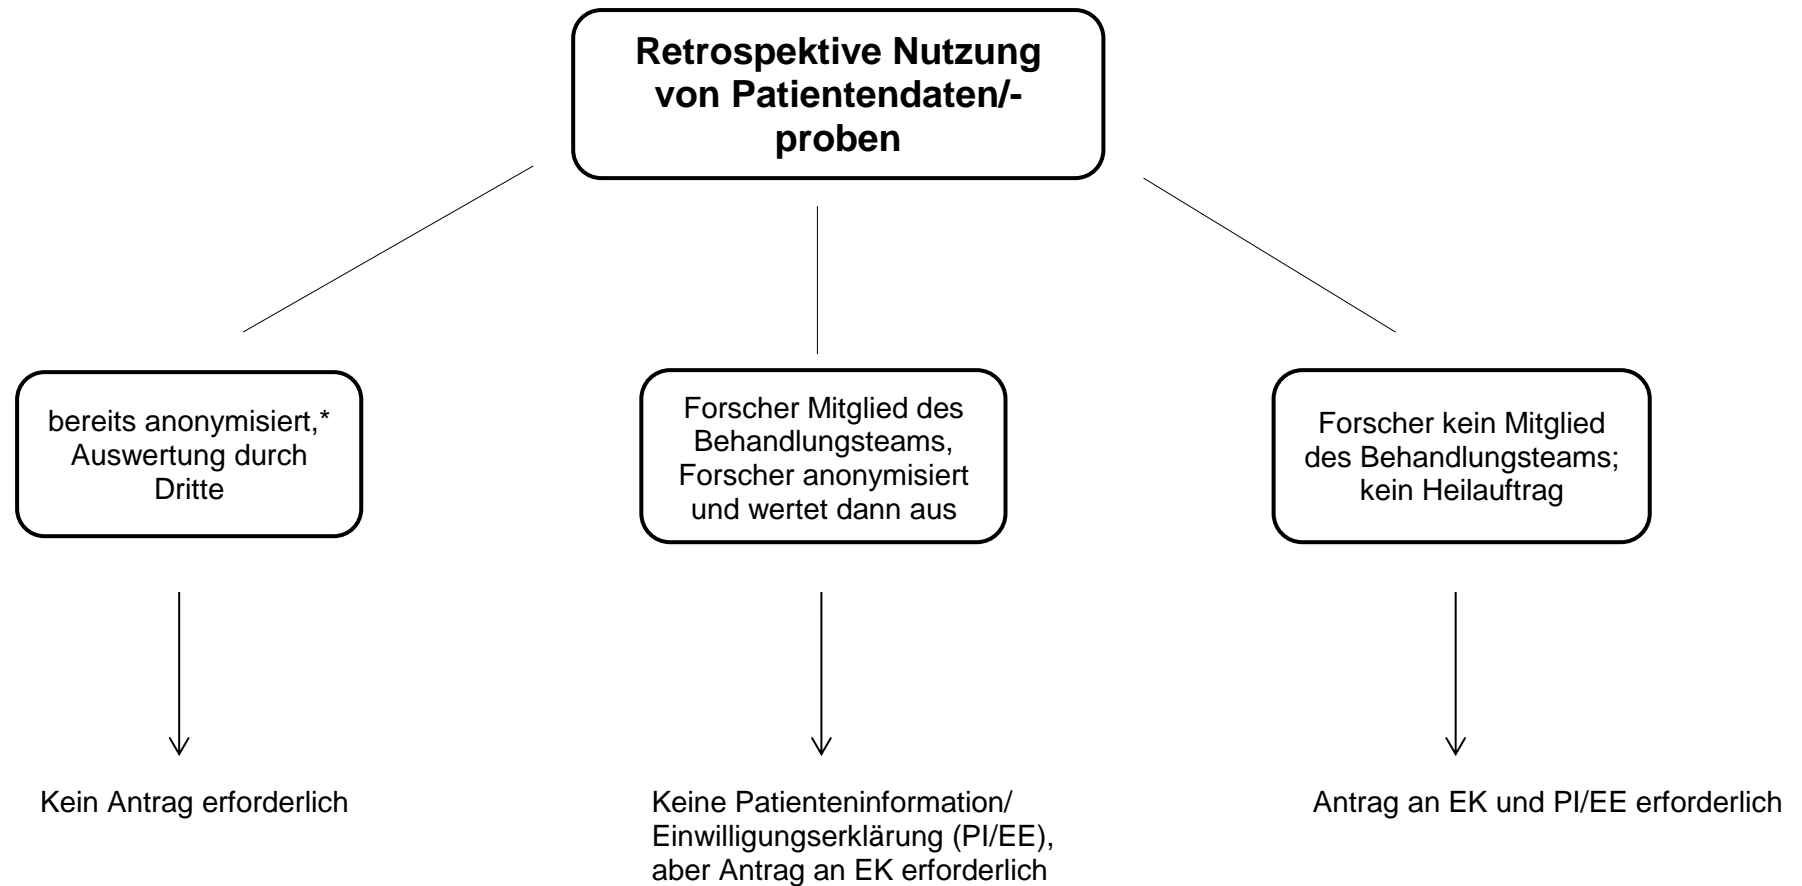 Retrospektive Nutzung
von Patientendaten/-
proben
bereits anonymisiert,*
Auswertung durch
Dritte
Forscher Mitglied des
Behandlungsteams,
Forscher anonymisiert
und wertet dann aus
Forscher kein Mitglied
des Behandlungsteams;
kein Heilauftrag
Kein Antrag erforderlich
Keine Patienteninformation/
Einwilligungserklärung (PI/EE),
aber Antrag an EK erforderlich
Antrag an EK und PI/EE erforderlich